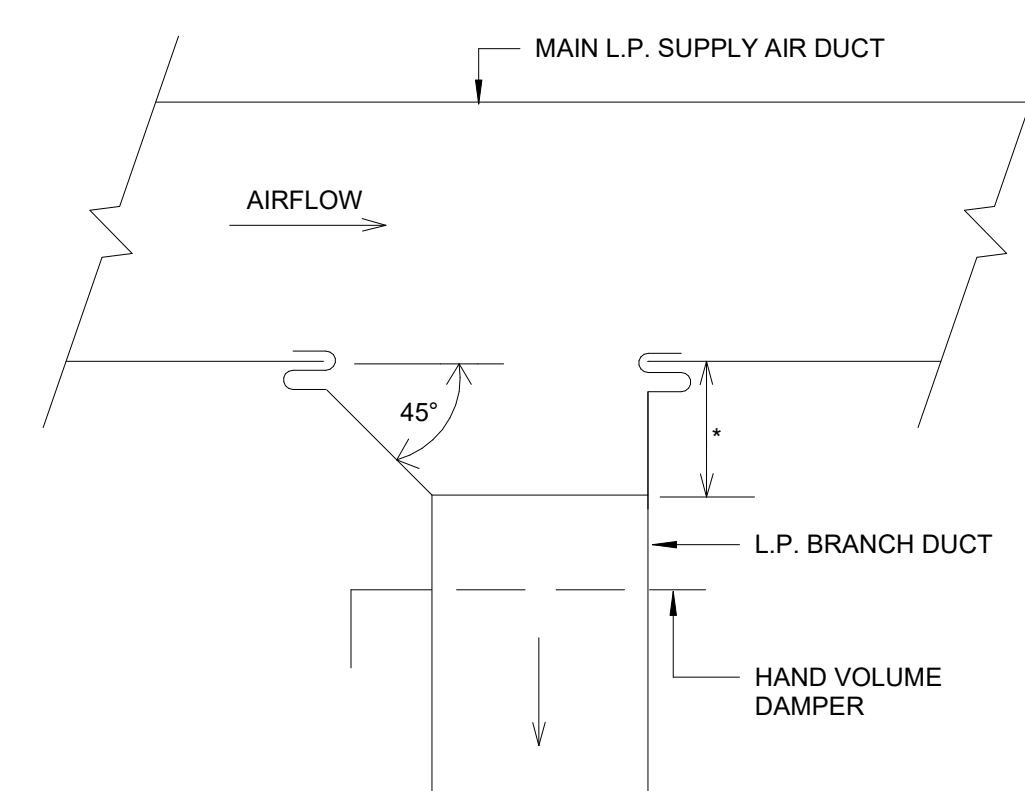 MAIN L.P. SUPPLY AIR DUCT
AIRFLOW
45°
*
L.P. BRANCH DUCT
HAND VOLUME
DAMPER